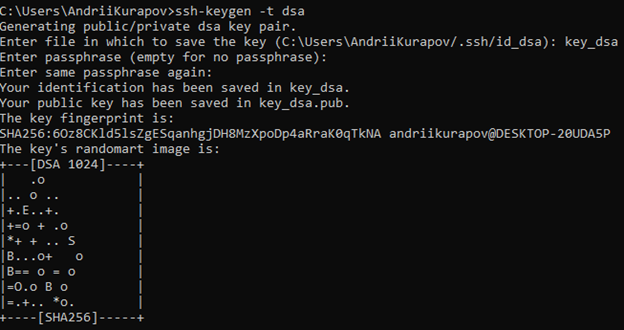 C:\Users\AndriiKurapov>ssh-keygen -t dsa
Generating public/private dsa key pair.
Enter file in which to save the key (C:\Users\AndriiKurapov/.ssh/id_dsa): key_dsa
Enter passphrase (empty for no passphrase):
Enter same passphrase again:
Your identification has been saved in key_dsa.
Your public key has been saved in key_dsa.pub.
The key fingerprint is:
SHA256:6Oz8CKld5lsZgESqanhgjDH8MzXpoDp4aRraK0qTkNA andriikurapov@DESKTOP-20UDA5P
The key's randomart image is:
+---[DSA 1024]----+
|    .o           |
|.. o ..          |
|+.E..+.          |
|+=o + .o         |
|*+ + .. S        |
|B...o+   o       |
|B== o = o        |
|=O.o B o         |
|=.+.. *o.        |
+----[SHA256]-----+